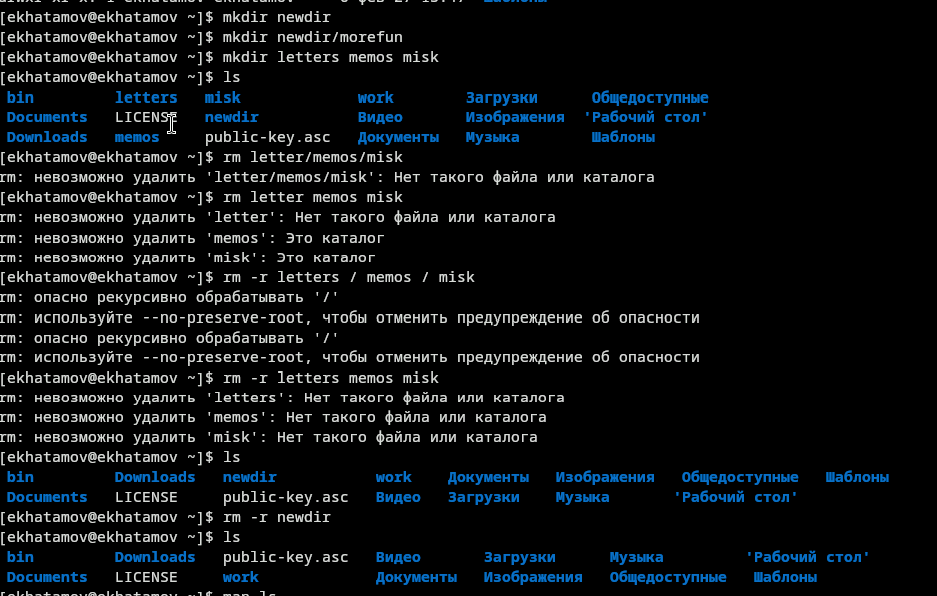 [ekhatamov@ekhatamov ~]$ mkdir newdir
[ekhatamov@ekhatamov ~]$ mkdir newdir/morefun
[ekhatamov@ekhatamov ~]$ mkdir letters memos misk
[ekhatamov@ekhatamov ~]$ ls
bin letters misk work Загрузки Общедоступные
Documents LICENSE newdir Видео Изображения 'Рабочий стол'
Downloads memos public-key.asc Документы Музыка Шаблоны
[ekhatamov@ekhatamov ~]$ rm letter/memos/misk
rm: невозможно удалить 'letter/memos/misk': Нет такого файла или каталога
[ekhatamov@ekhatamov ~]$ rm letter memos misk
rm: невозможно удалить 'letter': Нет такого файла или каталога
rm: невозможно удалить 'memos': Это каталог
rm: невозможно удалить 'misk': Это каталог
[ekhatamov@ekhatamov ~]$ rm -r letters / memos / misk
rm: опасно рекурсивно обрабатывать '/'
rm: используйте --no-preserve-root, чтобы отменить предупреждение об опасности
rm: опасно рекурсивно обрабатывать '/'
rm: используйте --no-preserve-root, чтобы отменить предупреждение об опасности
[ekhatamov@ekhatamov ~]$ rm -r letters memos misk
rm: невозможно удалить 'letters': Нет такого файла или каталога
rm: невозможно удалить 'memos': Нет такого файла или каталога
rm: невозможно удалить 'misk': Нет такого файла или каталога
[ekhatamov@ekhatamov ~]$ ls
bin Downloads newdir work Документы Изображения Общедоступные Шаблоны
Documents LICENSE public-key.asc Видео Загрузки Музыка 'Рабочий стол'
[ekhatamov@ekhatamov ~]$ rm -r newdir
[ekhatamov@ekhatamov ~]$ ls
bin Downloads public-key.asc Видео Загрузки Музыка 'Рабочий стол'
Documents LICENSE work Документы Изображения Общедоступные Шаблоны
[ekhatamov@ekhatamov ~]$ man ls